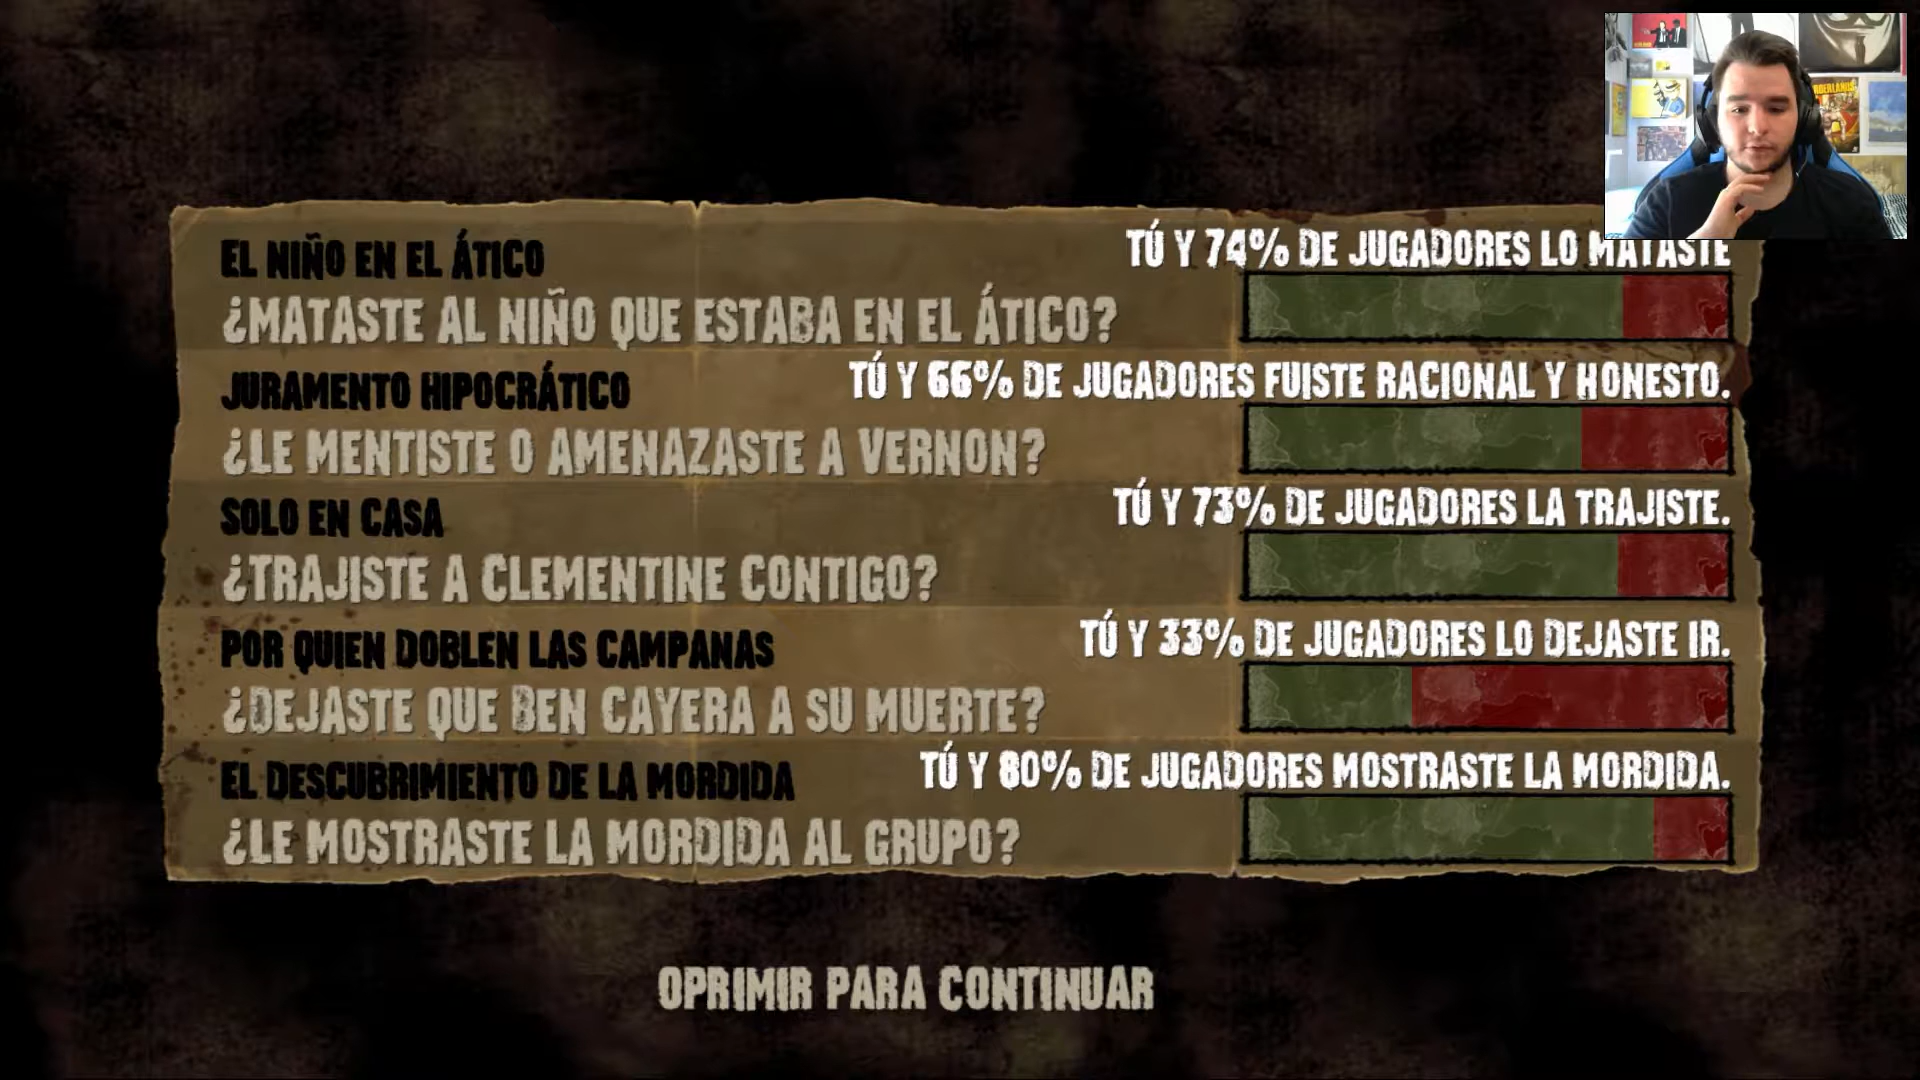 EL NIÑO EN EL ÁTICO
TÚ Y 74% DE JUGADORES LO MATASTE
¿MATASTE AL NIÑO QUE ESTABA EN EL ÁTICO?
JURAMENTO HIPOCRÁTICO
TÚ Y 66% DE JUGADORES FUISTE RACIONAL Y HONESTO.
¿LE MENTISTE O AMENAZASTE A VERNON?
SOLO EN CASA
TÚ Y 73% DE JUGADORES LA TRAJISTE.
¿TRAJISTE A CLEMENTINE CONTIGO?
POR QUIEN DOBLEN LAS CAMPANAS
TÚ Y 33% DE JUGADORES LO DEJASTE IR.
¿DEJASTE QUE BEN CAYERA A SU MUERTE?
EL DESCUBRIMIENTO DE LA MORDIDA
TÚ Y 80% DE JUGADORES MOSTRASTE LA MORDIDA.
¿LE MOSTRASTE LA MORDIDA AL GRUPO?
OPRIMIR PARA CONTINUAR